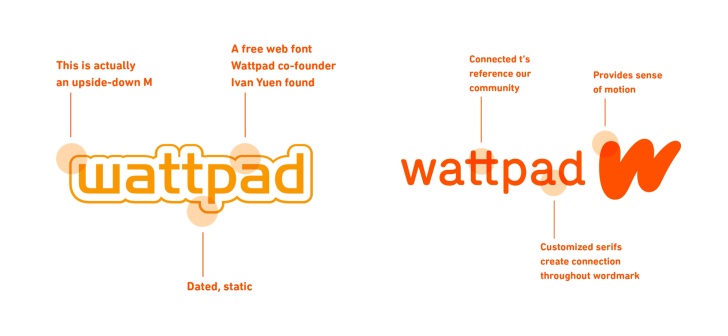 This is actually
an upside-down M
A free web font
Wattpad co-founder
Ivan Yuen found
wattpad
Dated, static
Connected t's
reference our
community
Provides sense
of motion
wattpad W
Customized serifs
create connection
throughout wordmark